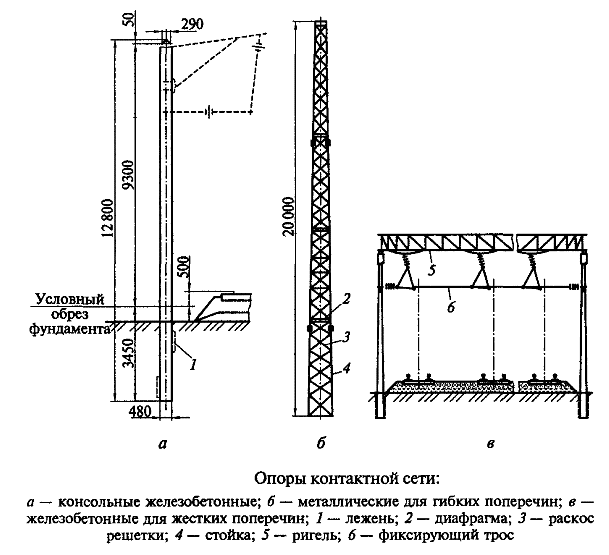 50
290
12 800
9300
500
Условный
обрез
фундамента
3450
1
480
а
20 000
2
3
4
б
5
6
в
Опоры контактной сети:
а — консольные железобетонные; б — металлические для гибких поперечин; в —
железобетонные для жестких поперечин; 1 — лежень; 2 — диафрагма; 3 — раскос
решетки; 4 — стойка; 5 — ригель; 6 — фиксирующий трос